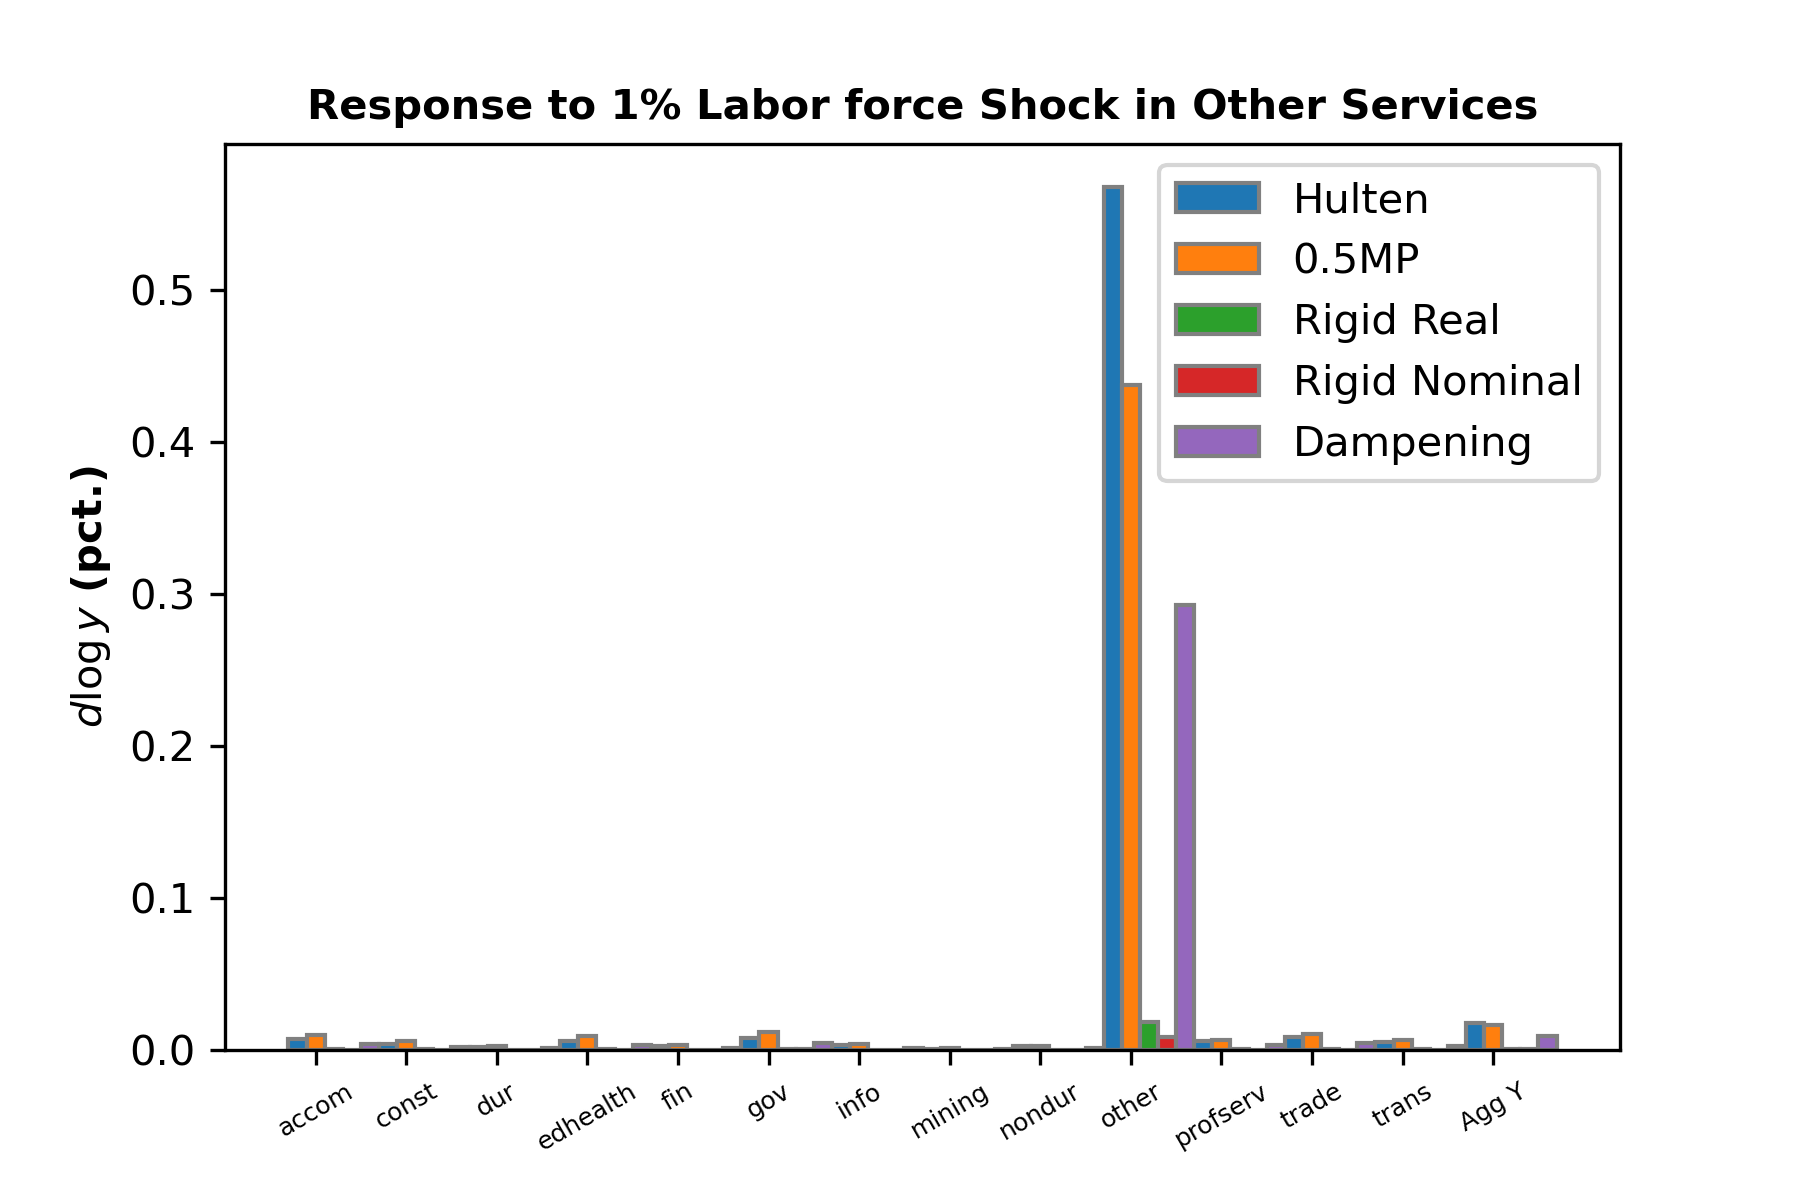 Response to 1% Labor force Shock in Other Services
Hulten
0.5MP
Rigid Real
Rigid Nominal
Dampening
dlog y (pct.)
0.5
0.4
0.3
0.2
0.1
0.0
accom
const
dur
edhealth
fin
gov
info
mining
nondur
other
profserv
trade
trans
Agg Y